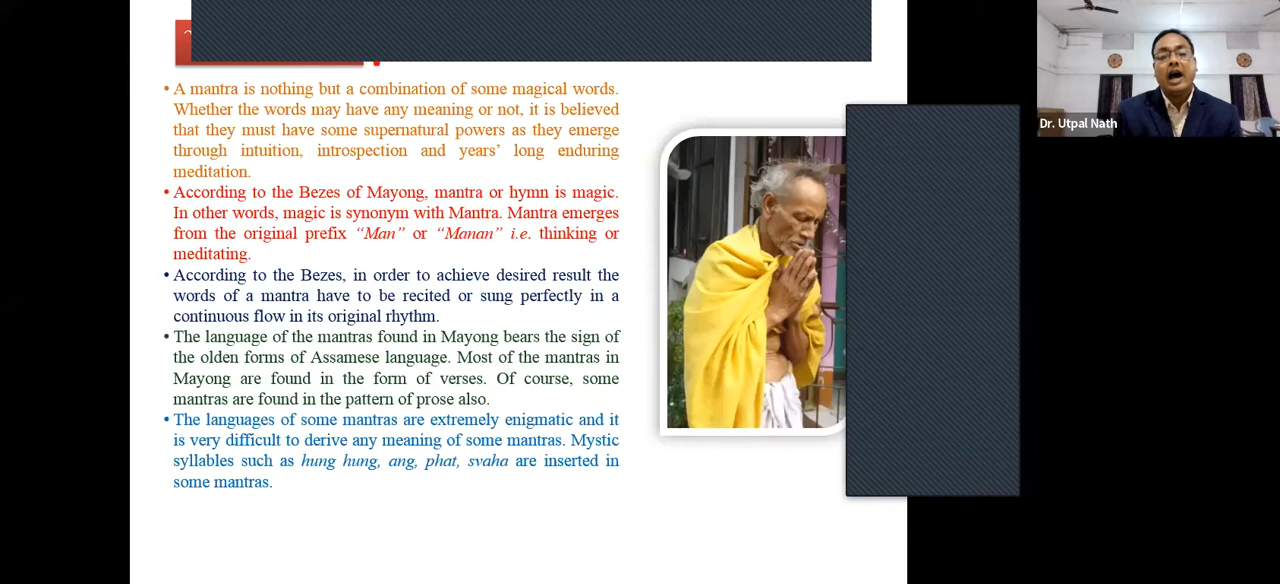 • A mantra is nothing but a combination of some magical words.
Whether the words may have any meaning or not, it is believed
that they must have some supernatural powers as they emerge
through intuition, introspection and years’ long enduring
meditation.
• According to the Bezes of Mayong, mantra or hymn is magic.
In other words, magic is synonym with Mantra. Mantra emerges
from the original prefix “Man” or “Manan” i.e. thinking or
meditating.
• According to the Bezes, in order to achieve desired result the
words of a mantra have to be recited or sung perfectly in a
continuous flow in its original rhythm.
• The language of the mantras found in Mayong bears the sign of
the olden forms of Assamese language. Most of the mantras in
Mayong are found in the form of verses. Of course, some
mantras are found in the pattern of prose also.
• The languages of some mantras are extremely enigmatic and it
is very difficult to derive any meaning of some mantras. Mystic
syllables such as hung hung, ang, phat, svaha are inserted in
some mantras.
Dr. Utpal Nath